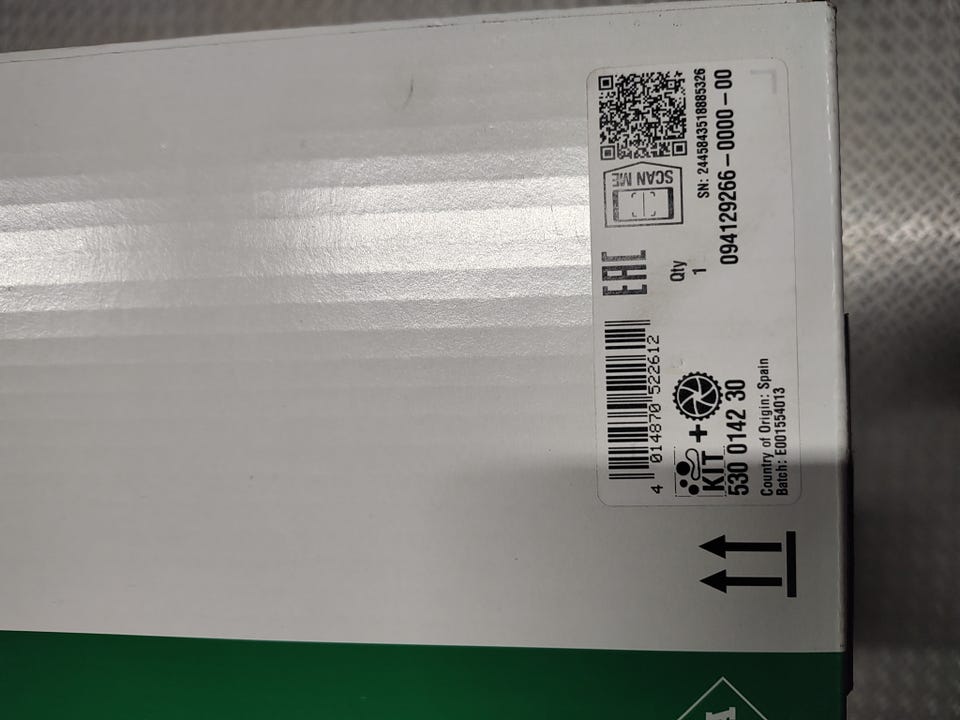 4 014870 522612
EAC
SCAN ME
KIT +
530 0142 30
Qty
1
SN: 2445843518885326
094129266-0000-00
Country of Origin: Spain
Batch: E001554013